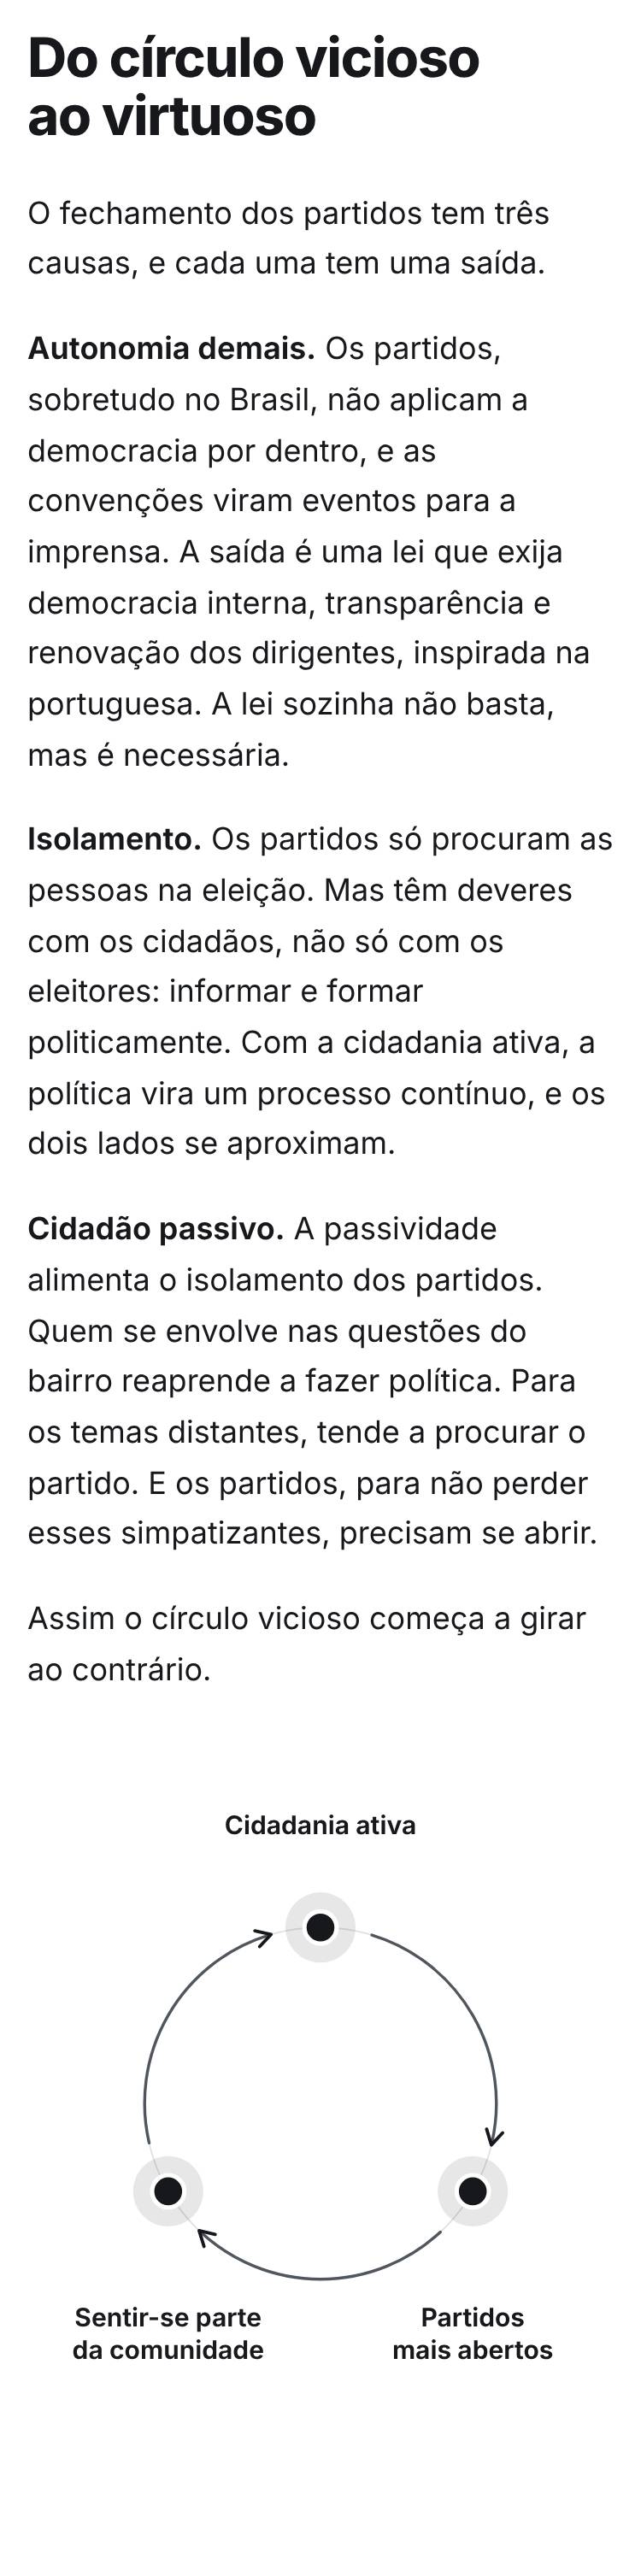 Do círculo vicioso
ao virtuoso
O fechamento dos partidos tem três
causas, e cada uma tem uma saída.
Autonomia demais. Os partidos,
sobretudo no Brasil, não aplicam a
democracia por dentro, e as
convenções viram eventos para a
imprensa. A saída é uma lei que exija
democracia interna, transparência e
renovação dos dirigentes, inspirada na
portuguesa. A lei sozinha não basta,
mas é necessária.
Isolamento. Os partidos só procuram as
pessoas na eleição. Mas têm deveres
com os cidadãos, não só com os
eleitores: informar e formar
politicamente. Com a cidadania ativa, a
política vira um processo contínuo, e os
dois lados se aproximam.
Cidadão passivo. A passividade
alimenta o isolamento dos partidos.
Quem se envolve nas questões do
bairro reaprende a fazer política. Para
os temas distantes, tende a procurar o
partido. E os partidos, para não perder
esses simpatizantes, precisam se abrir.
Assim o círculo vicioso começa a girar
ao contrário.
Cidadania ativa
Sentir-se parte
da comunidade
Partidos
mais abertos